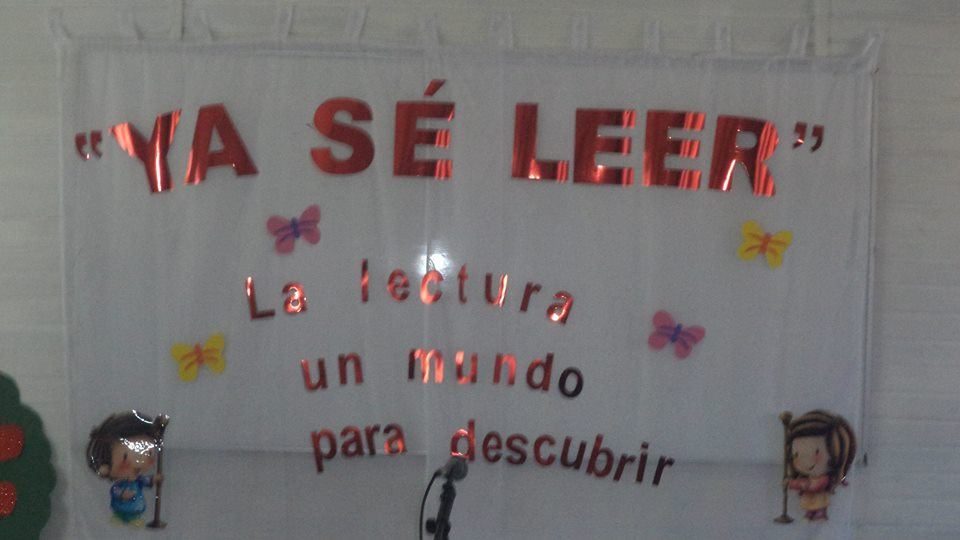 “YA SÉ LEER”
La lectura
un mundo
para descubrir